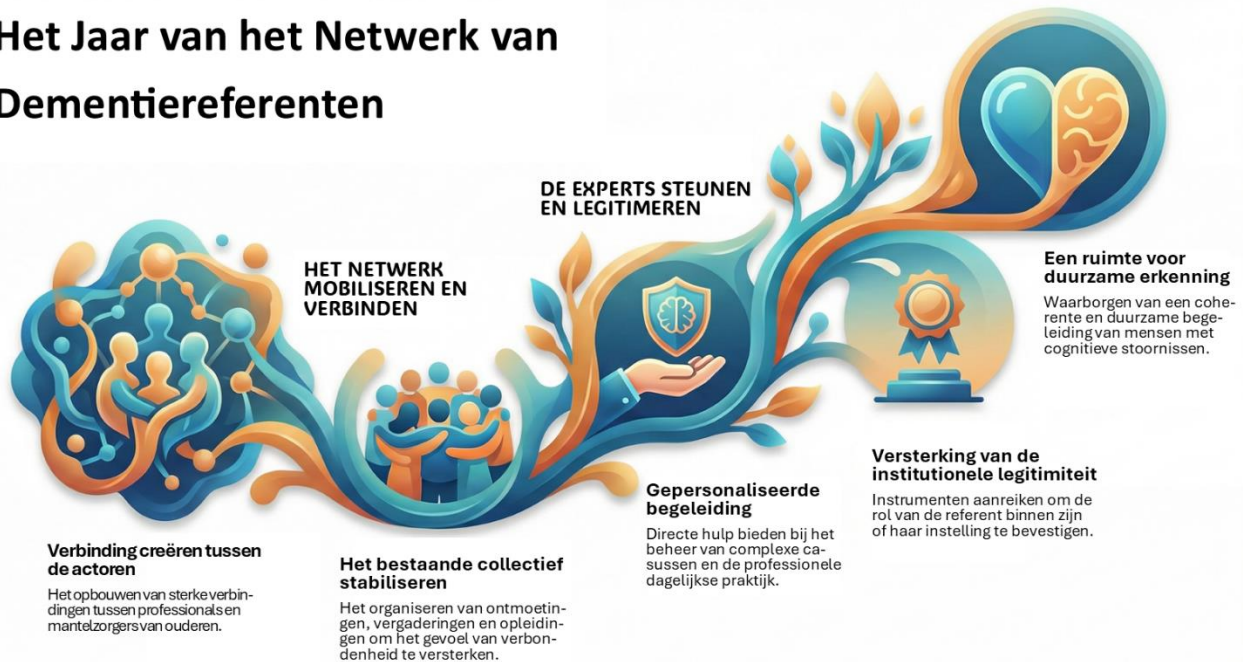 Het Jaar van het Netwerk van
Dementiereferenten
HET NETWERK
MOBILISEREN EN
VERBINDEN
DE EXPERTS STEUNEN
EN LEGITIMEREN
Verbinding creëren tussen
de actoren
Het opbouwen van sterke verbin-
dingen tussen professionals en
mantelzorgers van ouderen.
Het bestaande collectief
stabiliseren
Het organiseren van ontmoetin-
gen, vergaderingen en opleidin-
gen om het gevoel van verbon-
denheid te versterken.
Gepersonaliseerde
begeleiding
Directe hulp bieden bij het
beheer van complexe ca-
sussen en de professionele
dagelijkse praktijk.
Versterking van de
institutionele legitimiteit
Instrumenten aanreiken om de
rol van de referent binnen zijn
of haar instelling te bevestigen.
Een ruimte voor
duurzame erkenning
Waarborgen van een cohe-
rente en duurzame bege-
leiding van mensen met
cognitieve stoornissen.